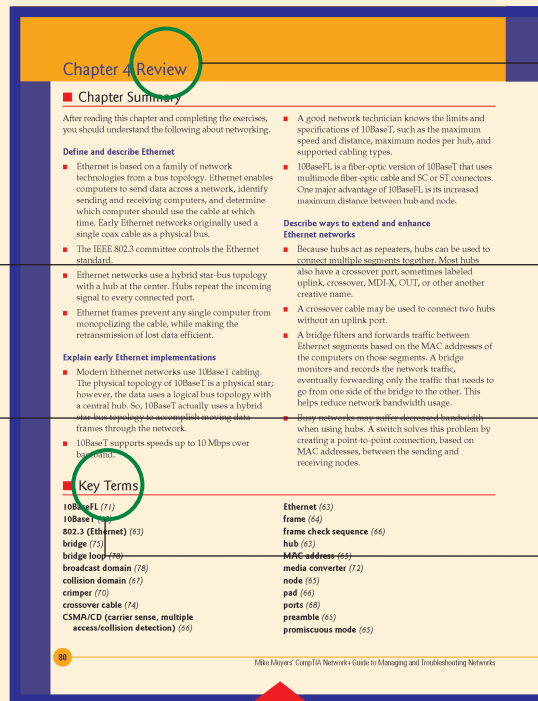 Chapter 4 Review
Chapter Summary
After reading this chapter and completing the exercises,
you should understand the following about networking.
Define and describe Ethernet
Ethernet is based on a family of network
technologies from a bus topology. Ethernet enables
computers to send data across a network, identify
sending and receiving computers, and determine
which computer should use the cable at which
time. Early Ethernet networks originally used a
single coax cable as a physical bus.
The IEEE 802.3 committee controls the Ethernet
standard.
Ethernet networks use a hybrid star-bus topology
with a hub at the center. Hubs repeat the incoming
signal to every connected port.
Ethernet frames prevent any single computer from
monopolizing the cable, while making the
retransmission of lost data efficient.
Explain early Ethernet implementations
Modern Ethernet networks use 10BaseT cabling.
The physical topology of 10BaseT is a physical star;
however, the data uses a logical bus topology with
a central hub. So, 10BaseT actually uses a hybrid
star-bus topology to accomplish moving data
frames through the network.
10BaseT supports speeds up to 10 Mbps over
baseband.
A good network technician knows the limits and
specifications of 10BaseT, such as the maximum
speed and distance, maximum nodes per hub, and
supported cabling types.
10BaseFL is a fiber-optic version of 10BaseT that uses
multimode fiber-optic cable and SC or ST connectors.
One major advantage of 10BaseFL is its increased
maximum distance between hub and node.
Describe ways to extend and enhance
Ethernet networks
Because hubs act as repeaters, hubs can be used to
connect multiple segments together. Most hubs
also have a crossover port, sometimes labeled
uplink, crossover, MDI-X, OUT, or other another
creative name.
A crossover cable may be used to connect two hubs
without an uplink port.
A bridge filters and forwards traffic between
Ethernet segments based on the MAC addresses of
the computers on those segments. A bridge
monitors and records the network traffic,
eventually forwarding only the traffic that needs to
go from one side of the bridge to the other. This
helps reduce network bandwidth usage.
Busy networks may suffer decreased bandwidth
when using hubs. A switch solves this problem by
creating a point-to-point connection, based on
MAC addresses, between the sending and
receiving nodes.
Key Terms
10BaseFL (71)
10BaseT
802.3 (Ethernet) (63)
bridge (75)
bridge loop (78)
broadcast domain (78)
collision domain (67)
crimper (70)
crossover cable (74)
CSMA/CD (carrier sense, multiple
access/collision detection) (66)
Ethernet (63)
frame (64)
frame check sequence (66)
hub (63)
MAC address (65)
media converter (72)
node (65)
pad (66)
ports (68)
preamble (65)
promiscuous mode (65)
80
Mike Meyers' CompTIA Network+ Guide to Managing and Troubleshooting Networks